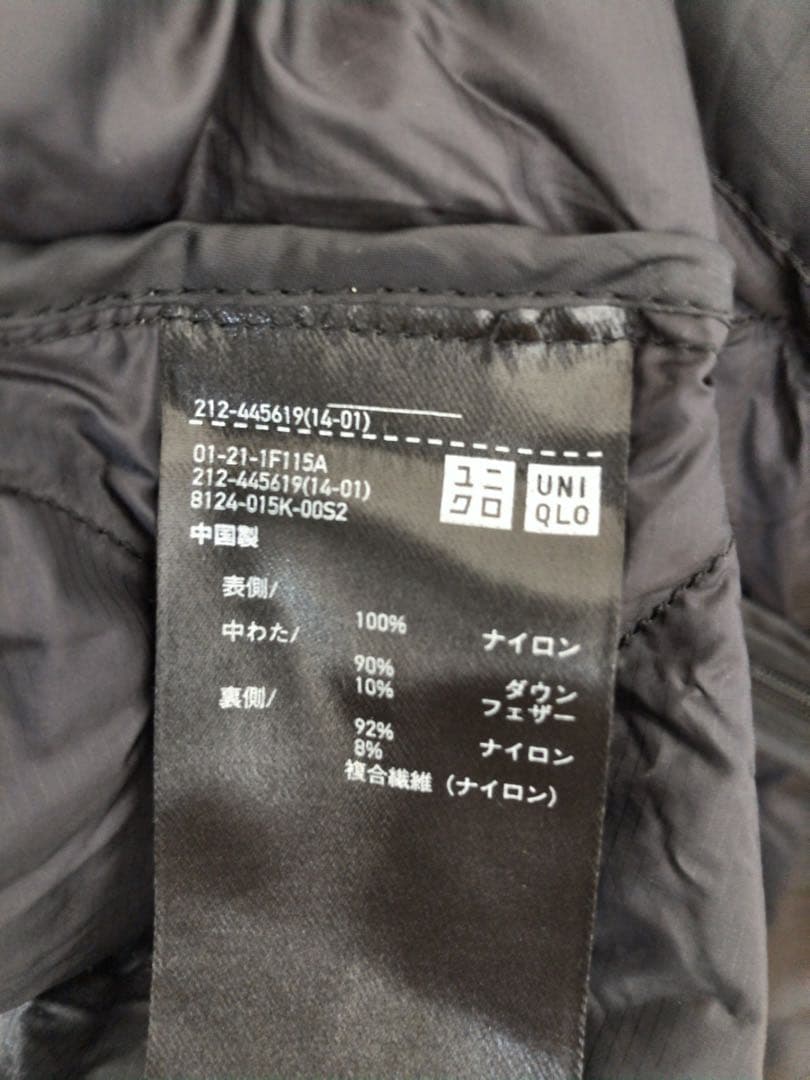 212-445619(14-01)
01-21-1F115A
212-445619(14-01)
8124-015K-00S2
中国製
ユニ
クロ
UNI
QLO
表側/
100% ナイロン
中わた/
90% ダウン
10% フェザー
裏側/
92% ナイロン
8%
複合繊維 (ナイロン)